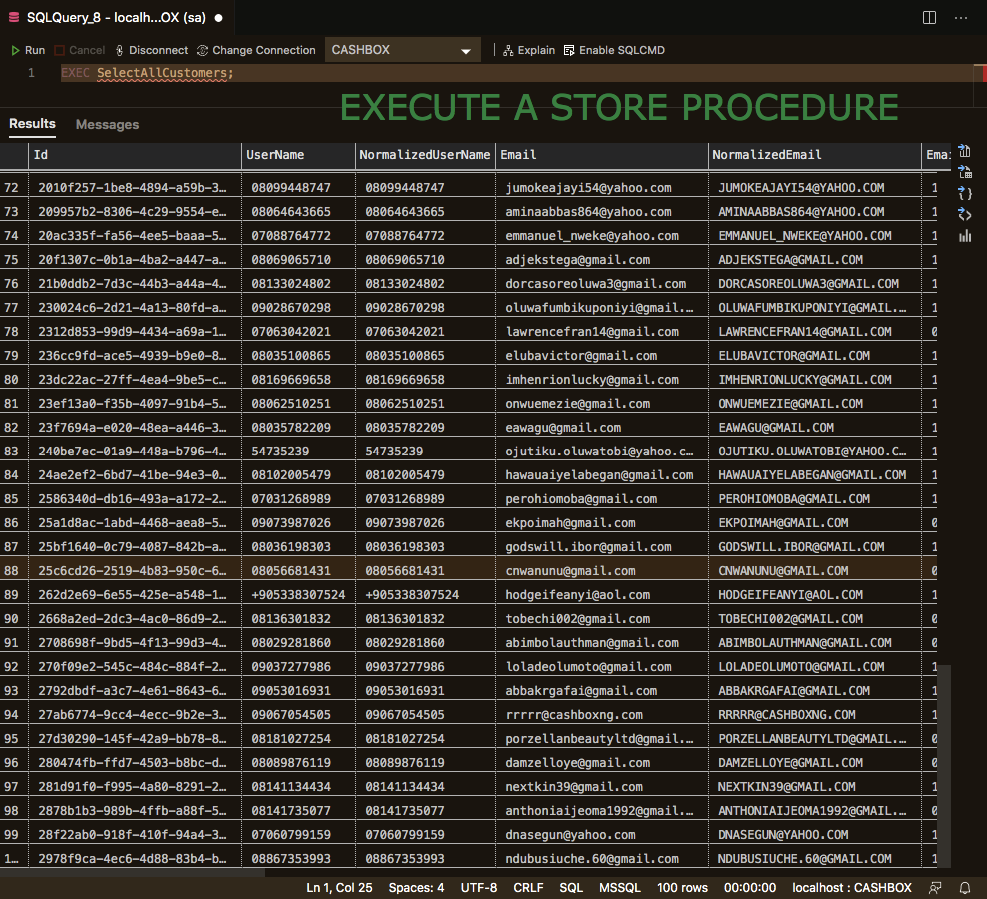 SQLQuery_8 - localh...OX (sa)
Run Cancel Disconnect Change Connection CASHBOX Explain Enable SQLCMD
1 EXEC SelectAllCustomers;
EXECUTE A STORE PROCEDURE
Results Messages
Id UserName NormalizedUserName Email NormalizedEmail Emai
72 2010f257-1be8-4894-a59b-3… 08099448747 08099448747 jumokeajayi54@yahoo.com JUMOKEAJAYI54@YAHOO.COM 1
73 209957b2-8306-4c29-9554-e… 08064643665 08064643665 aminaabbas864@yahoo.com AMINAABBAS864@YAHOO.COM 1
74 20ac335f-fa56-4ee5-baaa-5… 07088764772 07088764772 emmanuel_nweke@yahoo.com EMMANUEL_NWEKE@YAHOO.COM 1
75 20f1307c-0b1a-4ba2-a447-a… 08069065710 08069065710 adjekstega@gmail.com ADJEKSTEGA@GMAIL.COM 1
76 21b0ddb2-7d3c-44b3-a44a-4… 08133024802 08133024802 dorcasoreoluwa3@gmail.com DORCASOREOLUWA3@GMAIL.COM 1
77 230024c6-2d21-4a13-80fd-a… 09028670298 09028670298 oluwafumbikuponiyi@gmail.… OLUWAFUMBIKUPONIYI@GMAIL.… 1
78 2312d853-99d9-4434-a69a-1… 07063042021 07063042021 lawrencefran14@gmail.com LAWRENCEFRAN14@GMAIL.COM 0
79 236cc9fd-ace5-4939-b9e0-8… 08035100865 08035100865 elubavictor@gmail.com ELUBAVICTOR@GMAIL.COM 1
80 23dc22ac-27ff-4ea4-9be5-c… 08169669658 08169669658 imhenrionlucky@gmail.com IMHENRIONLUCKY@GMAIL.COM 1
81 23ef13a0-f35b-4097-91b4-5… 08062510251 08062510251 onwuemezie@gmail.com ONWUEMEZIE@GMAIL.COM 1
82 23f7694a-e020-48ea-a446-3… 08035782209 08035782209 eawagu@gmail.com EAWAGU@GMAIL.COM 1
83 240be7ec-01a9-448a-b796-4… 54735239 54735239 ojutiku.oluwatobi@yahoo.c… OJUTIKU.OLUWATOBI@YAHOO.C… 1
84 24ae2ef2-6bd7-41be-94e3-0… 08102005479 08102005479 hawauaiyelabegan@gmail.com HAWAUAIYELABEGAN@GMAIL.COM 1
85 2586340d-db16-493a-a172-2… 07031268989 07031268989 perohiomoba@gmail.com PEROHIOMOBA@GMAIL.COM 1
86 25a1d8ac-1abd-4468-aea8-5… 09073987026 09073987026 ekpoimah@gmail.com EKPOIMAH@GMAIL.COM 0
87 25bf1640-0c79-4087-842b-a… 08036198303 08036198303 godswill.ibor@gmail.com GODSWILL.IBOR@GMAIL.COM 1
88 25c6cd26-2519-4b83-950c-6… 08056681431 08056681431 cnwanunu@gmail.com CNWANUNU@GMAIL.COM 0
89 262d2e69-6e55-425e-a548-1… +905338307524 +905338307524 hodgeifeanyi@aol.com HODGEIFEANYI@AOL.COM 1
90 2668a2ed-2dc3-4ac0-86d9-2… 08136301832 08136301832 tobechi002@gmail.com TOBECHI002@GMAIL.COM 0
91 2708698f-9bd5-4f13-99d3-4… 08029281860 08029281860 abimbolauthman@gmail.com ABIMBOLAUTHMAN@GMAIL.COM 0
92 270f09e2-545c-484c-884f-2… 09037277986 09037277986 loladeolumoto@gmail.com LOLADEOLUMOTO@GMAIL.COM 1
93 2792dbdf-a3c7-4e61-8643-6… 09053016931 09053016931 abbakrgafai@gmail.com ABBAKRGAFAI@GMAIL.COM 1
94 27ab6774-9cc4-4ecc-9b2e-3… 09067054505 09067054505 rrrrr@cashboxng.com RRRRR@CASHBOXNG.COM 0
95 27d30290-145f-42a9-bb78-8… 08181027254 08181027254 porzellanbeautyltd@gmail.… PORZELLANBEAUTYLTD@GMAIL.… 0
96 280474fb-ffd7-4503-b8bc-d… 08089876119 08089876119 damzelloye@gmail.com DAMZELLOYE@GMAIL.COM 0
97 281d91f0-f995-4a80-8291-2… 08141134434 08141134434 nextkin39@gmail.com NEXTKIN39@GMAIL.COM 1
98 2878b1b3-989b-4ffb-a88f-5… 08141735077 08141735077 anthoniaijeoma1992@gmail.… ANTHONIAIJEOMA1992@GMAIL.… 0
99 28f22ab0-918f-410f-94a4-3… 07060799159 07060799159 dnasegun@yahoo.com DNASEGUN@YAHOO.COM 1
1… 2978f9ca-4ec6-4d88-83b4-b… 08867353993 08867353993 ndubusiuche.60@gmail.com NDUBUSIUCHE.60@GMAIL.COM 1
Ln 1, Col 25 Spaces: 4 UTF-8 CRLF SQL MSSQL 100 rows 00:00:00 localhost : CASHBOX